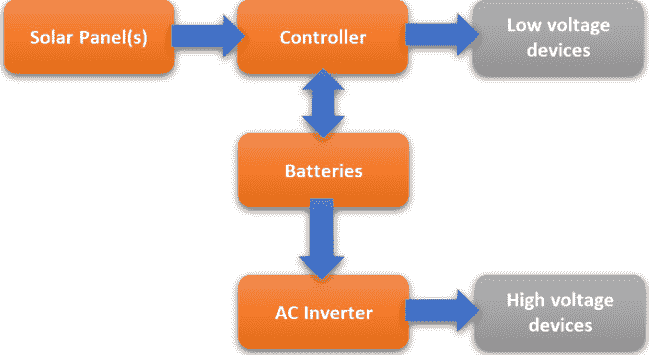 Solar Panel(s)
Controller
Low voltage
devices
Batteries
AC Inverter
High voltage
devices